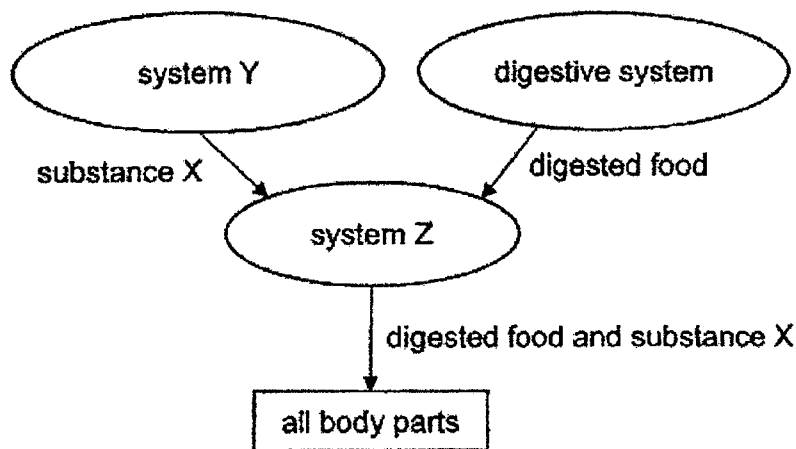 system Y
digestive system
substance X
digested food
system Z
digested food and substance X
all body parts